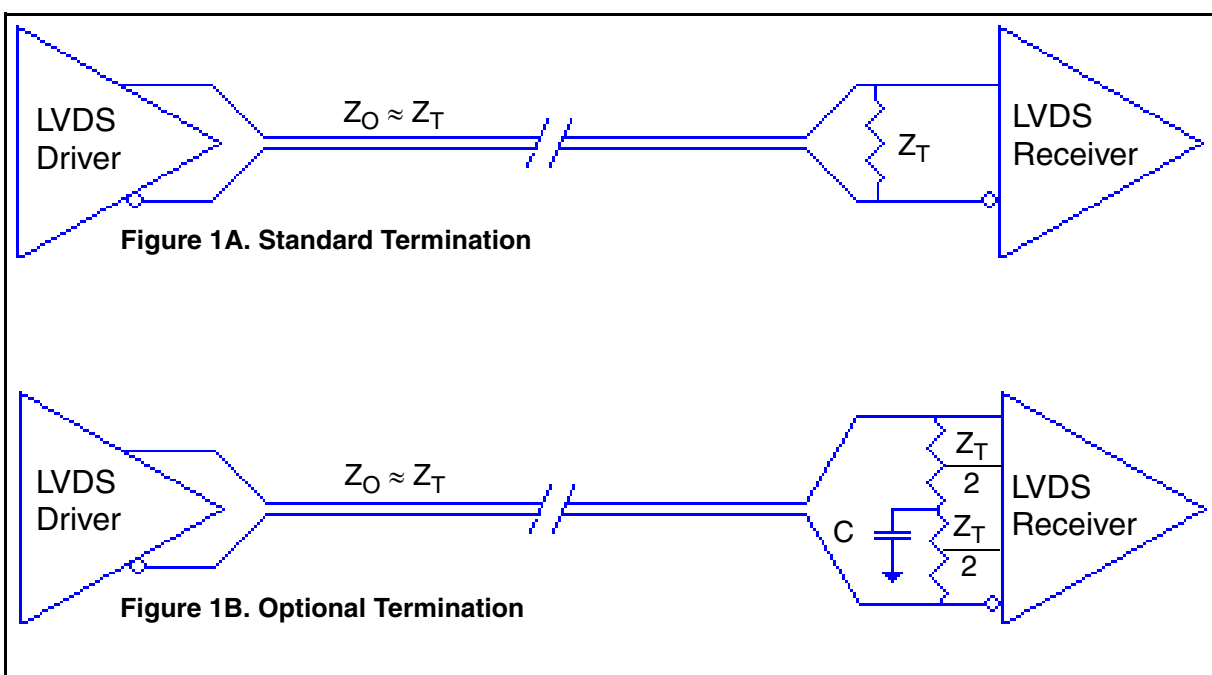 LVDS
Driver
Z_O ≈ Z_T
Z_T
LVDS
Receiver
Figure 1A. Standard Termination
LVDS
Driver
Z_O ≈ Z_T
C
Z_T
2
Z_T
2
LVDS
Receiver
Figure 1B. Optional Termination